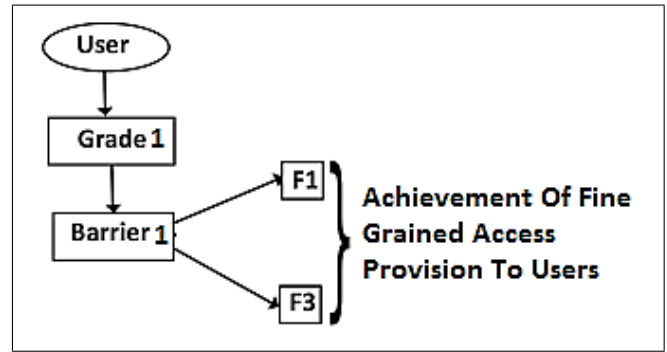 User
Grade 1
Barrier 1
F1
F3
Achievement Of Fine
Grained Access
Provision To Users